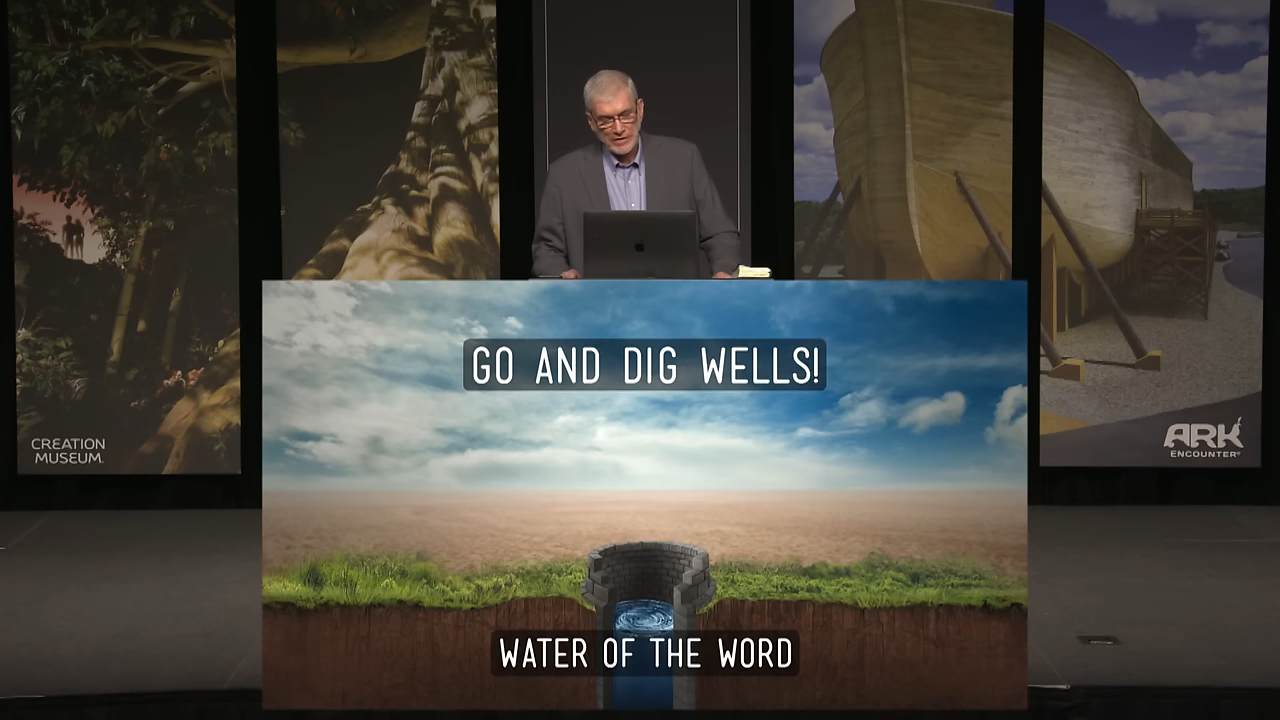 GO AND DIG WELLS!
CREATION
MUSEUM.
ARK
ENCOUNTER®
WATER OF THE WORD